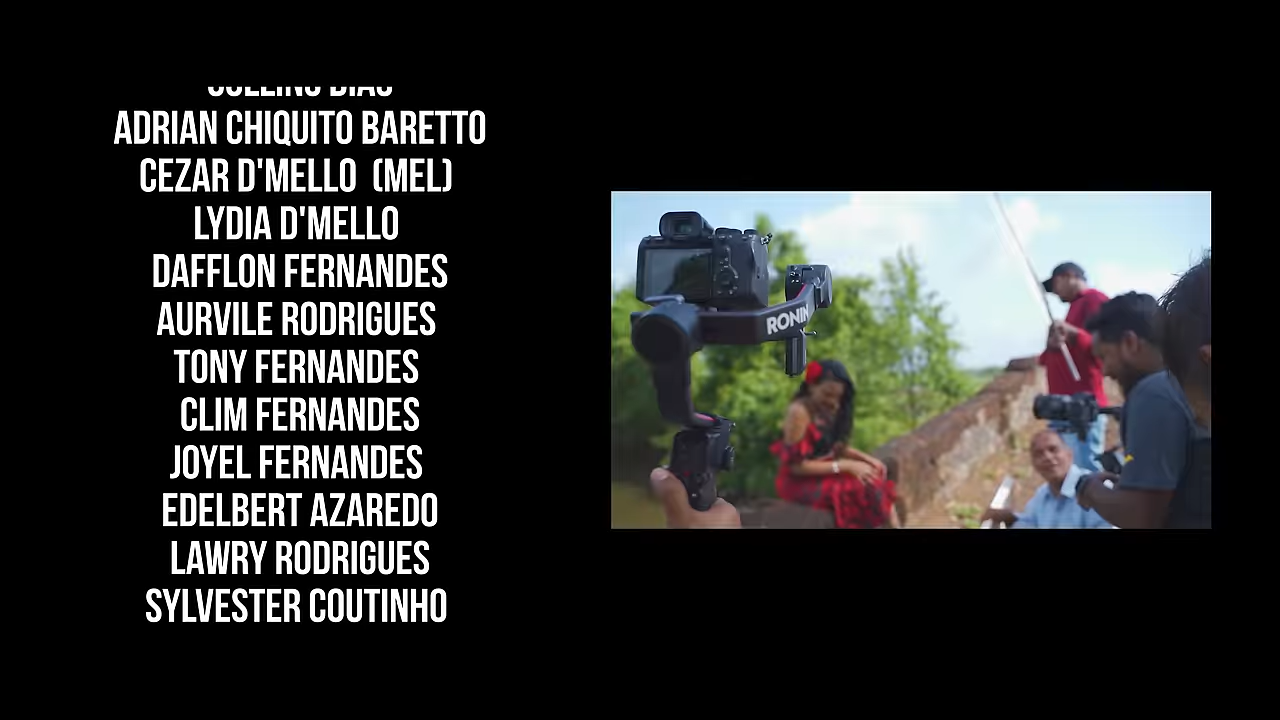 ADRIAN CHIQUITO BARETTO
CEZAR D'MELLO (MEL)
LYDIA D'MELLO
DAFFLON FERNANDES
AURVILE RODRIGUES
TONY FERNANDES
CLIM FERNANDES
JOYEL FERNANDES
EDELBERT AZAREDO
LAWRY RODRIGUES
SYLVESTER COUTINHO
RONIN